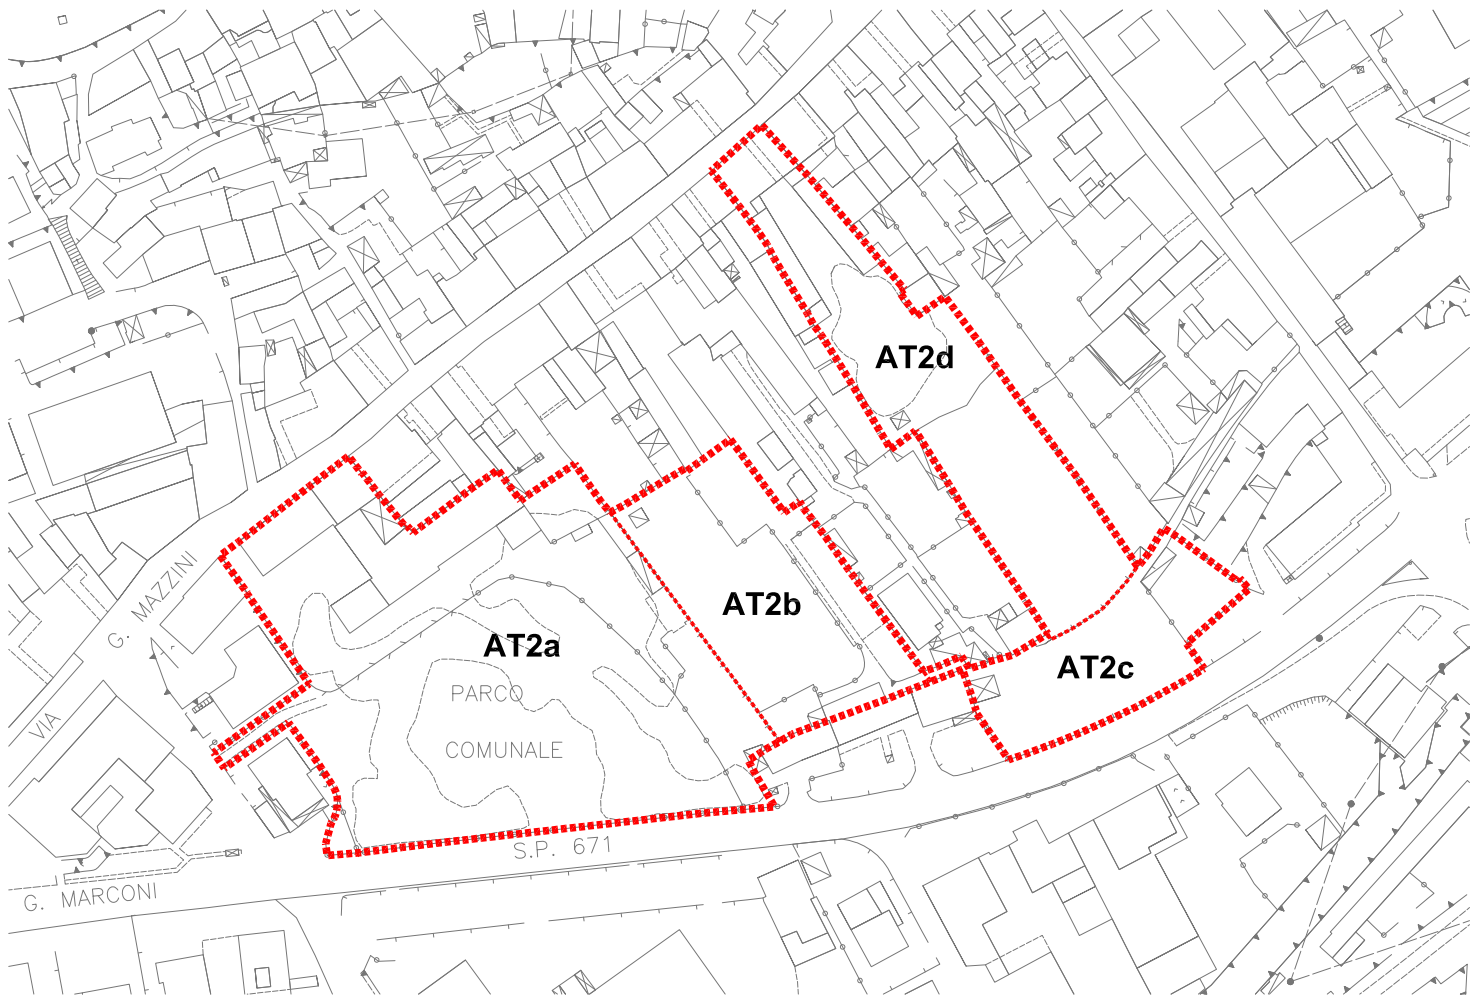 AT2d
G. MAZZINI
VIA
AT2b
AT2a
AT2c
PARCO
COMUNALE
S.P. 671
G. MARCONI